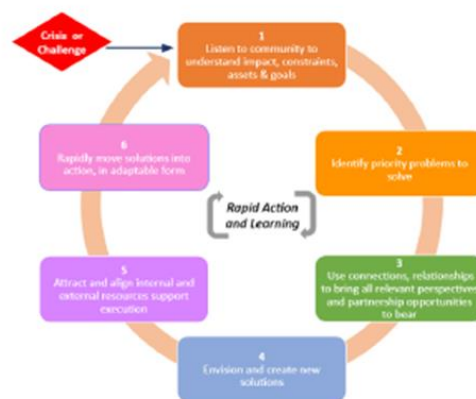 Crisis or
Challenge
1
Listen to community to
understand impact, constraints,
assets & goals
2
Identify priority problems to
solve
3
Use connections, relationships
to bring all relevant perspectives
and partnership opportunities
to bear
4
Envision and create new
solutions
5
Attract and align internal and
external resources support
execution
6
Rapidly move solutions into
action, in adaptable form
Rapid Action
and Learning